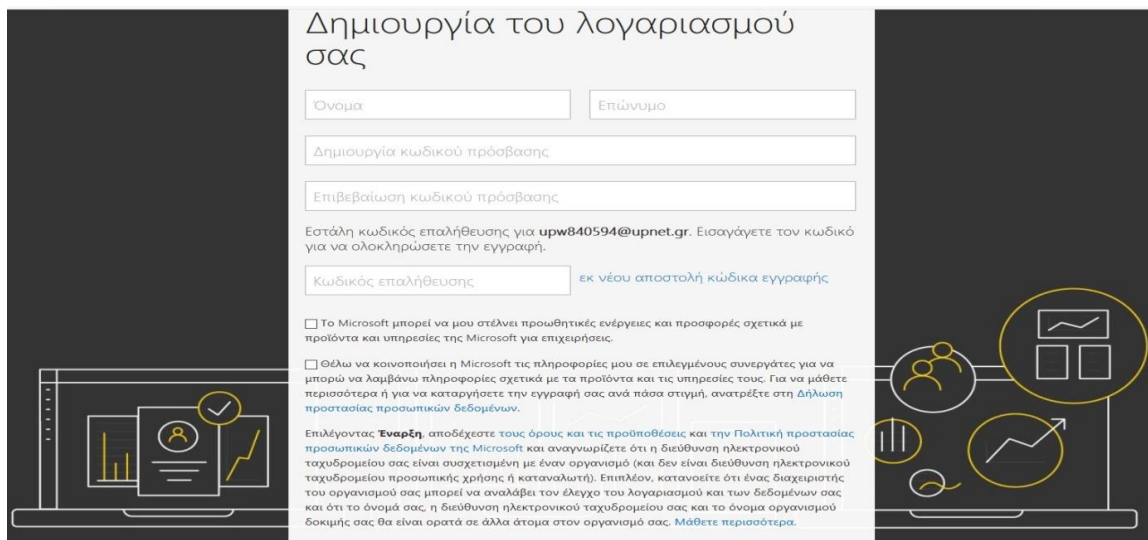 Δημιουργία του λογαριασμού
σας
Όνομα Επώνυμο
Δημιουργία κωδικού πρόσβασης
Επιβεβαίωση κωδικού πρόσβασης
Εστάλη κωδικός επαλήθευσης για upw840594@upnet.gr. Εισαγάγετε τον κωδικό
για να ολοκληρώσετε την εγγραφή.
Κωδικός επαλήθευσης εκ νέου αποστολή κώδικα εγγραφής
Το Microsoft μπορεί να μου στέλνει προωθητικές ενέργειες και προσφορές σχετικά με
προϊόντα και υπηρεσίες της Microsoft για επιχειρήσεις.
Θέλω να κοινοποιήσει η Microsoft τις πληροφορίες μου σε επιλεγμένους συνεργάτες για να
μπορώ να λαμβάνω πληροφορίες σχετικά με τα προϊόντα και τις υπηρεσίες τους. Για να μάθετε
περισσότερα ή για να καταργήσετε την εγγραφή σας ανά πάσα στιγμή, ανατρέξτε στη Δήλωση
προστασίας προσωπικών δεδομένων.
Επιλέγοντας Έναρξη, αποδέχεστε τους όρους και τις προϋποθέσεις και την Πολιτική προστασίας
προσωπικών δεδομένων της Microsoft και αναγνωρίζετε ότι η διεύθυνση ηλεκτρονικού
ταχυδρομείου σας είναι συσχετισμένη με έναν οργανισμό (και δεν είναι διεύθυνση ηλεκτρονικού
ταχυδρομείου προσωπικής χρήσης ή καταναλωτή). Επιπλέον, κατανοείτε ότι ένας διαχειριστής
του οργανισμού σας μπορεί να αναλάβει τον έλεγχο του λογαριασμού και των δεδομένων σας
και ότι το όνομά σας, η διεύθυνση ηλεκτρονικού ταχυδρομείου σας και το όνομα οργανισμού
δοκιμής σας θα είναι ορατά σε άλλα άτομα στον οργανισμό σας. Μάθετε περισσότερα.